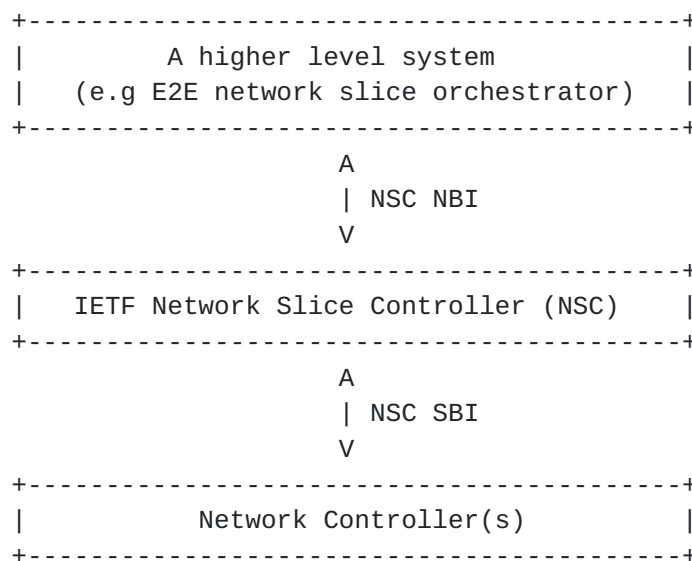 +------------------------------------------+
|         A higher level system            |
|   (e.g E2E network slice orchestrator)   |
+------------------------------------------+
                     A
                     | NSC NBI
                     V
+------------------------------------------+
|   IETF Network Slice Controller (NSC)    |
+------------------------------------------+
                     A
                     | NSC SBI
                     V
+------------------------------------------+
|           Network Controller(s)          |
+------------------------------------------+